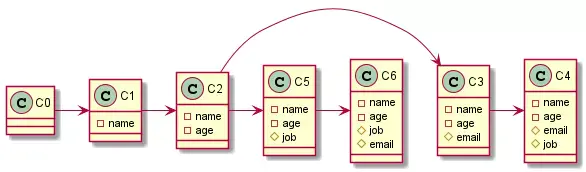 C C0
C C1
name
C C2
name
age
C C5
name
age
job
C C6
name
age
job
email
C C3
name
age
email
C C4
name
age
email
job